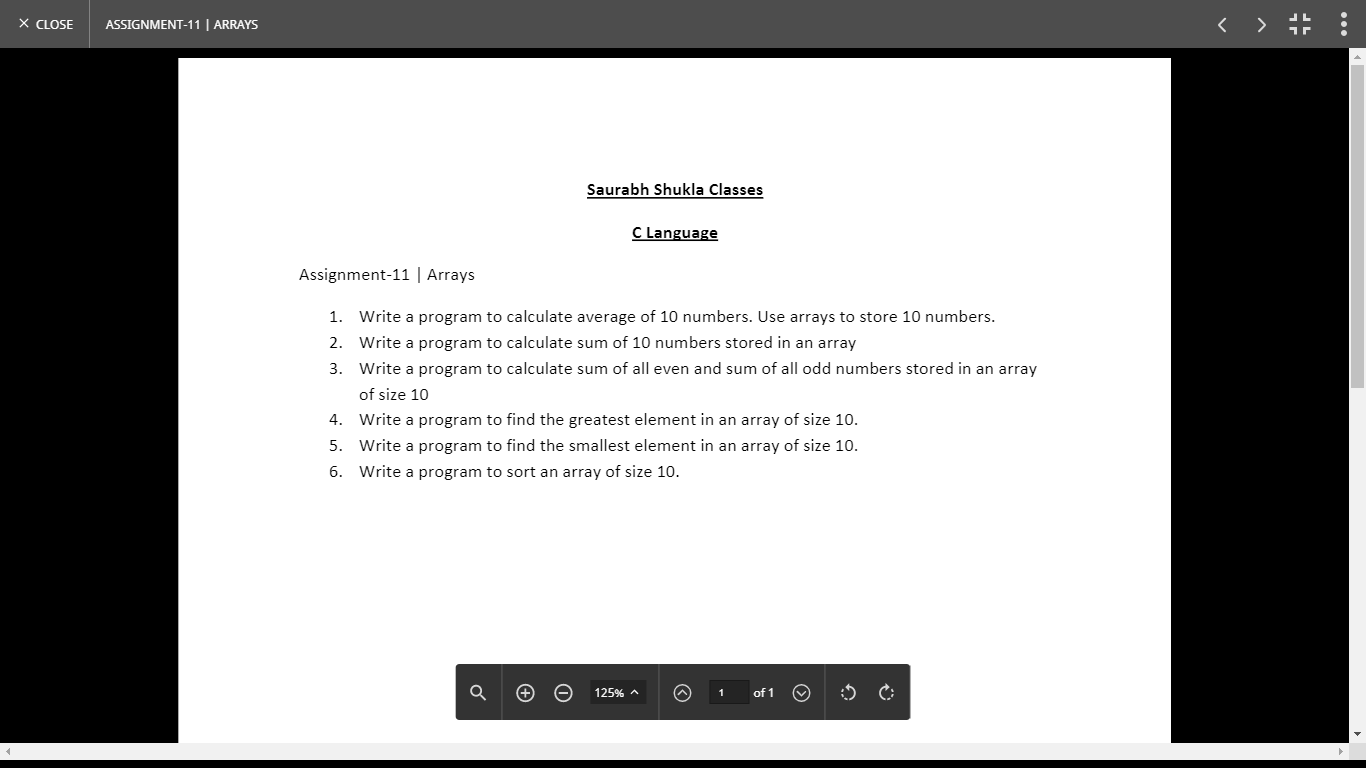 CLOSE
ASSIGNMENT-11 | ARRAYS
Saurabh Shukla Classes
C Language
Assignment-11 | Arrays
1. Write a program to calculate average of 10 numbers. Use arrays to store 10 numbers.
2. Write a program to calculate sum of 10 numbers stored in an array
3. Write a program to calculate sum of all even and sum of all odd numbers stored in an array
of size 10
4. Write a program to find the greatest element in an array of size 10.
5. Write a program to find the smallest element in an array of size 10.
6. Write a program to sort an array of size 10.
125% 1 of 1